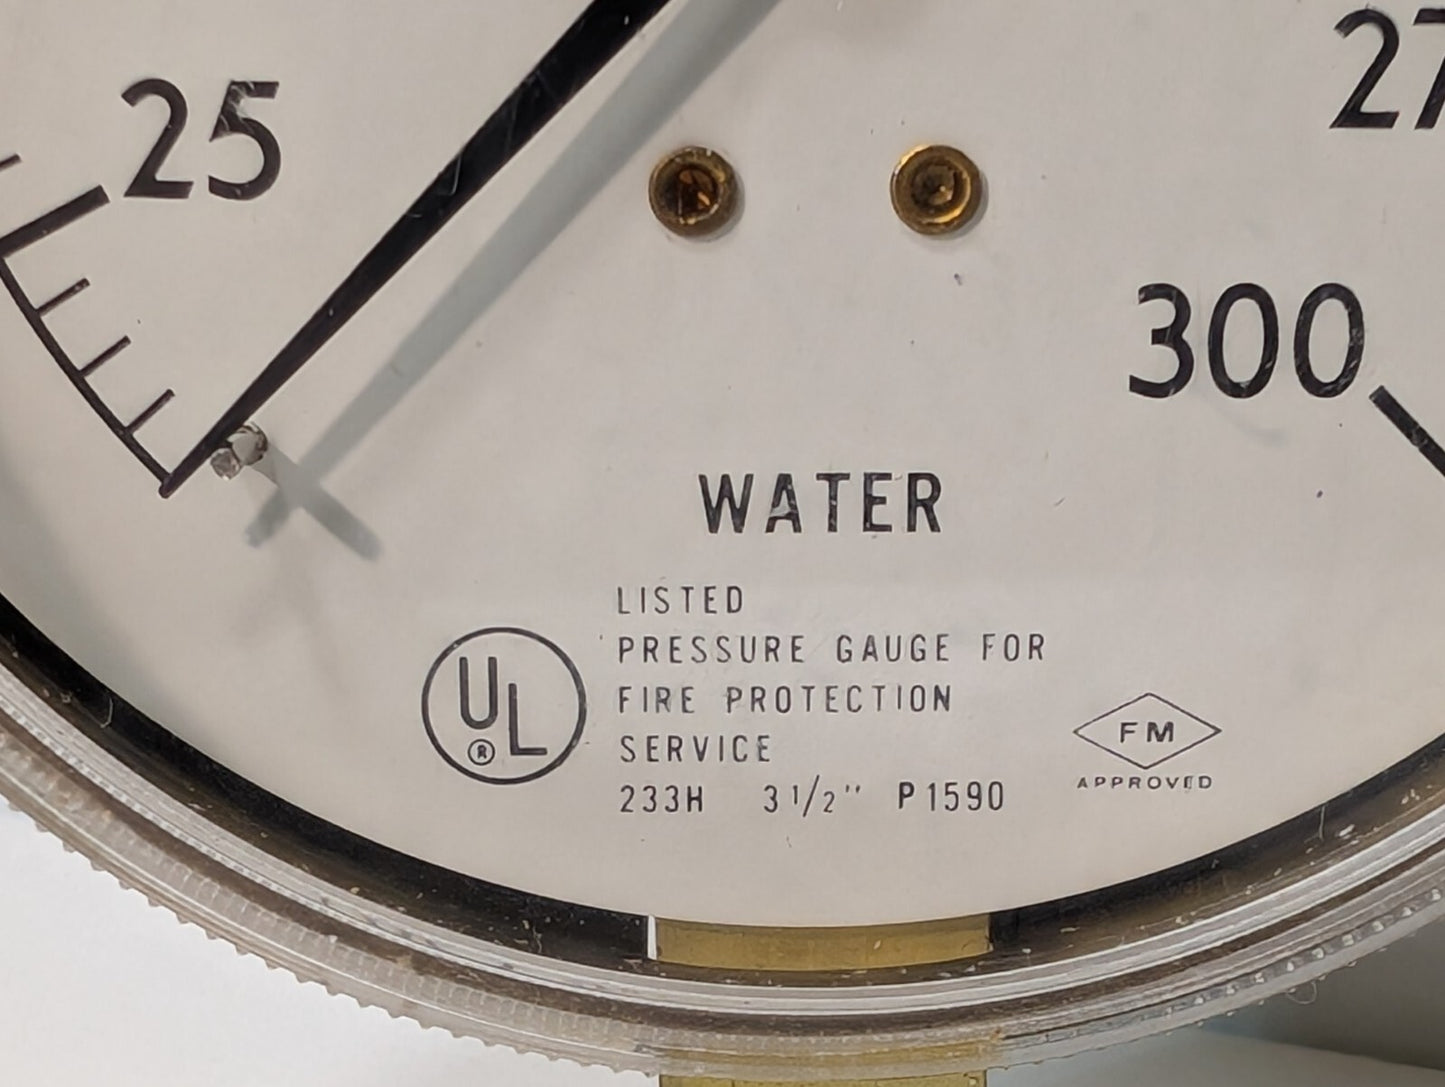 25
27
300
WATER
LISTED
PRESSURE GAUGE FOR
FIRE PROTECTION
SERVICE
233H 3 1/2" P1590
UL
®
FM
APPROVED